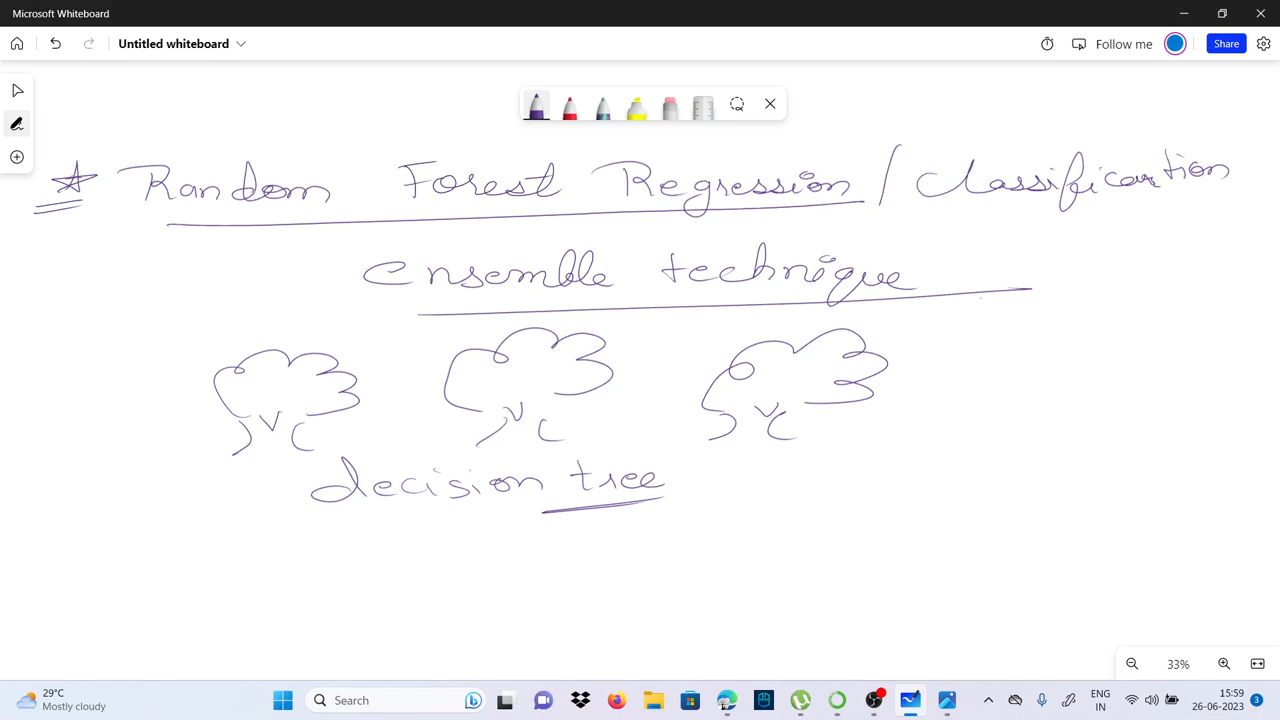 Microsoft Whiteboard
Untitled whiteboard
Follow me
Share
Random Forest Regression / Classification
ensemble technique
decision tree
33%
29°C
Mostly cloudy
Search
ENG
IN
15:59
26-06-2023
3